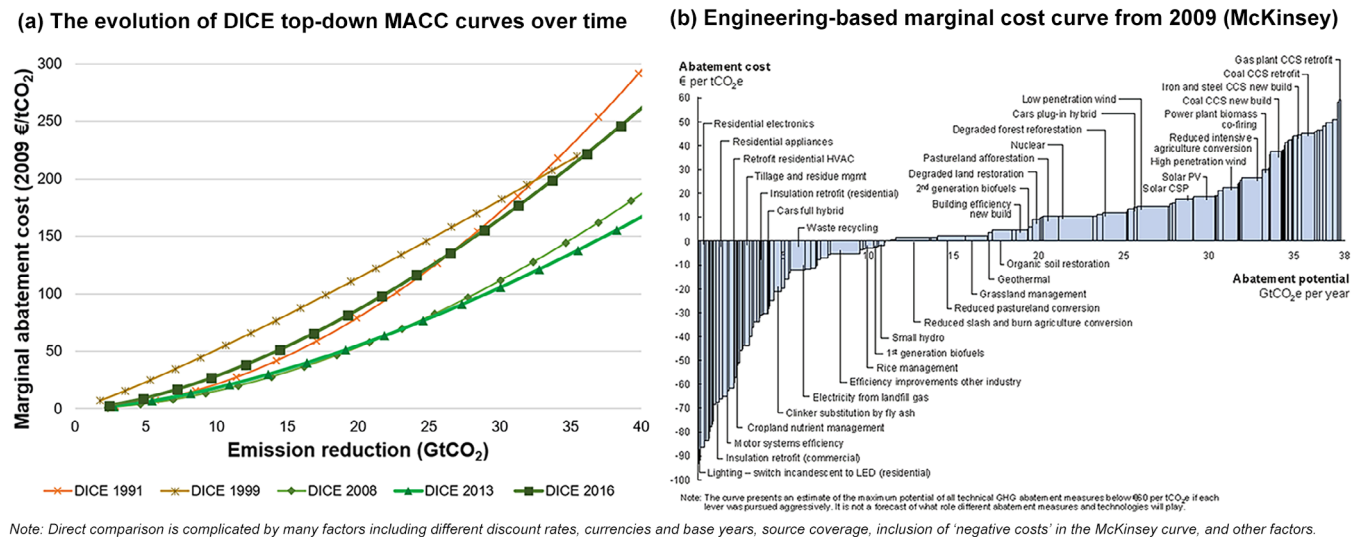 (a) The evolution of DICE top-down MACC curves over time
Marginal abatement cost (2009 €/tCO₂)
300
250
200
150
100
50
0
0 5 10 15 20 25 30 35 40
Emission reduction (GtCO₂)
DICE 1991 DICE 1999 DICE 2008 DICE 2013 DICE 2016
(b) Engineering-based marginal cost curve from 2009 (McKinsey)
Abatement cost
€ per tCO₂e
60
50
40
30
20
10
0
-10
-20
-30
-40
-50
-60
-70
-80
-90
-100
Residential electronics
Residential appliances
Retrofit residential HVAC
Tillage and residue mgmt
Insulation retrofit (residential)
Cars full hybrid
Waste recycling
Low penetration wind
Cars plug-in hybrid
Degraded forest reforestation
Nuclear
Pastureland afforestation
Degraded land restoration
2nd generation biofuels
Building efficiency
new build
Gas plant CCS retrofit
Coal CCS retrofit
Iron and steel CCS new build
Coal CCS new build
Power plant biomass
co-firing
Reduced intensive
agriculture conversion
High penetration wind
Solar PV
Solar CSP
5 10 15 20 25 30 35 38
Abatement potential
GtCO₂e per year
Organic soil restoration
Geothermal
Grassland management
Reduced pastureland conversion
Reduced slash and burn agriculture conversion
Small hydro
1st generation biofuels
Rice management
Efficiency improvements other industry
Electricity from landfill gas
Clinker substitution by fly ash
Cropland nutrient management
Motor systems efficiency
Insulation retrofit (commercial)
Lighting – switch incandescent to LED (residential)
Note: The curve presents an estimate of the maximum potential of all technical GHG abatement measures below €60 per tCO₂e if each
lever was pursued aggressively. It is not a forecast of what role different abatement measures and technologies will play.
Note: Direct comparison is complicated by many factors including different discount rates, currencies and base years, source coverage, inclusion of ‘negative costs’ in the McKinsey curve, and other factors.